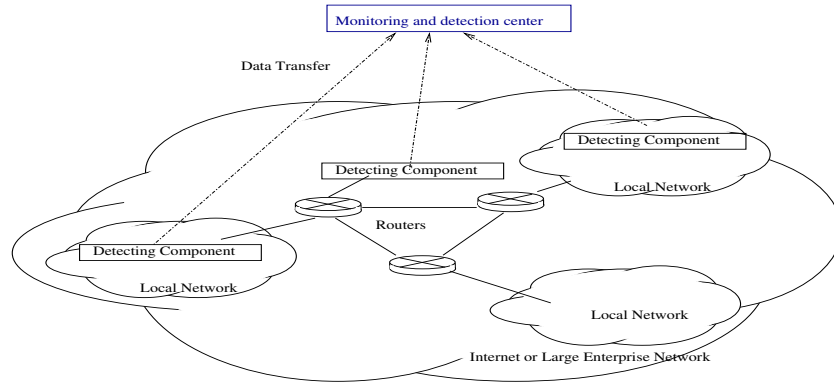 Monitoring and detection center
Data Transfer
Detecting Component
Detecting Component
Local Network
Routers
Detecting Component
Local Network
Local Network
Internet or Large Enterprise Network